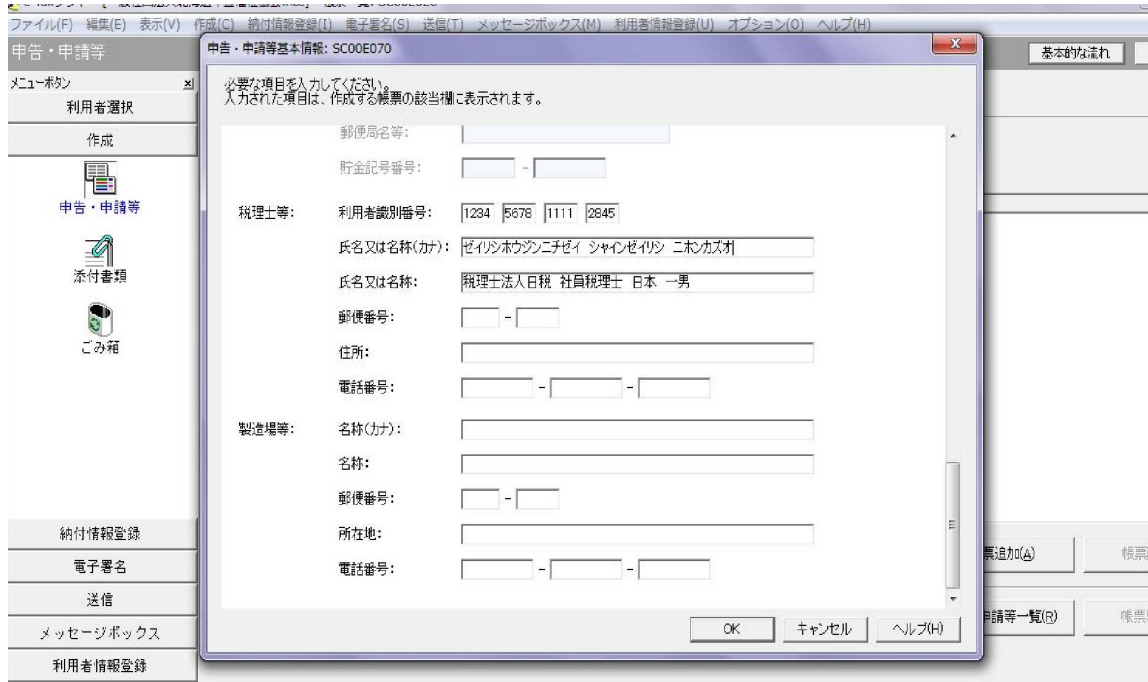 ファイル(F) 編集(E) 表示(V) 作成(C) 納付情報登録(I) 電子署名(S) 送信(T) メッセージボックス(M) 利用者情報登録(U) オプション(O) ヘルプ(H)
申告・申請等
基本的な流れ
メニューボタン
利用者選択
作成
申告・申請等
添付書類
ごみ箱
納付情報登録
電子署名
送信
メッセージボックス
利用者情報登録
申告・申請等基本情報: SC00E070
必要な項目を入力してください。
入力された項目は、作成する帳票の該当欄に表示されます。
郵便局名等:
貯金記号番号: -
税理士等: 利用者識別番号: 1234 5678 1111 2845
氏名又は名称(カナ): ゼイリシホウジンニチゼイ シャインゼイリシ ニホンカズオ
氏名又は名称: 税理士法人日税 社員税理士 日本 一男
郵便番号: -
住所:
電話番号: - -
製造場等: 名称(カナ):
名称:
郵便番号: -
所在地:
電話番号: - -
OK キャンセル ヘルプ(H)
票追加(A) 帳票
申請等一覧(R) 帳票